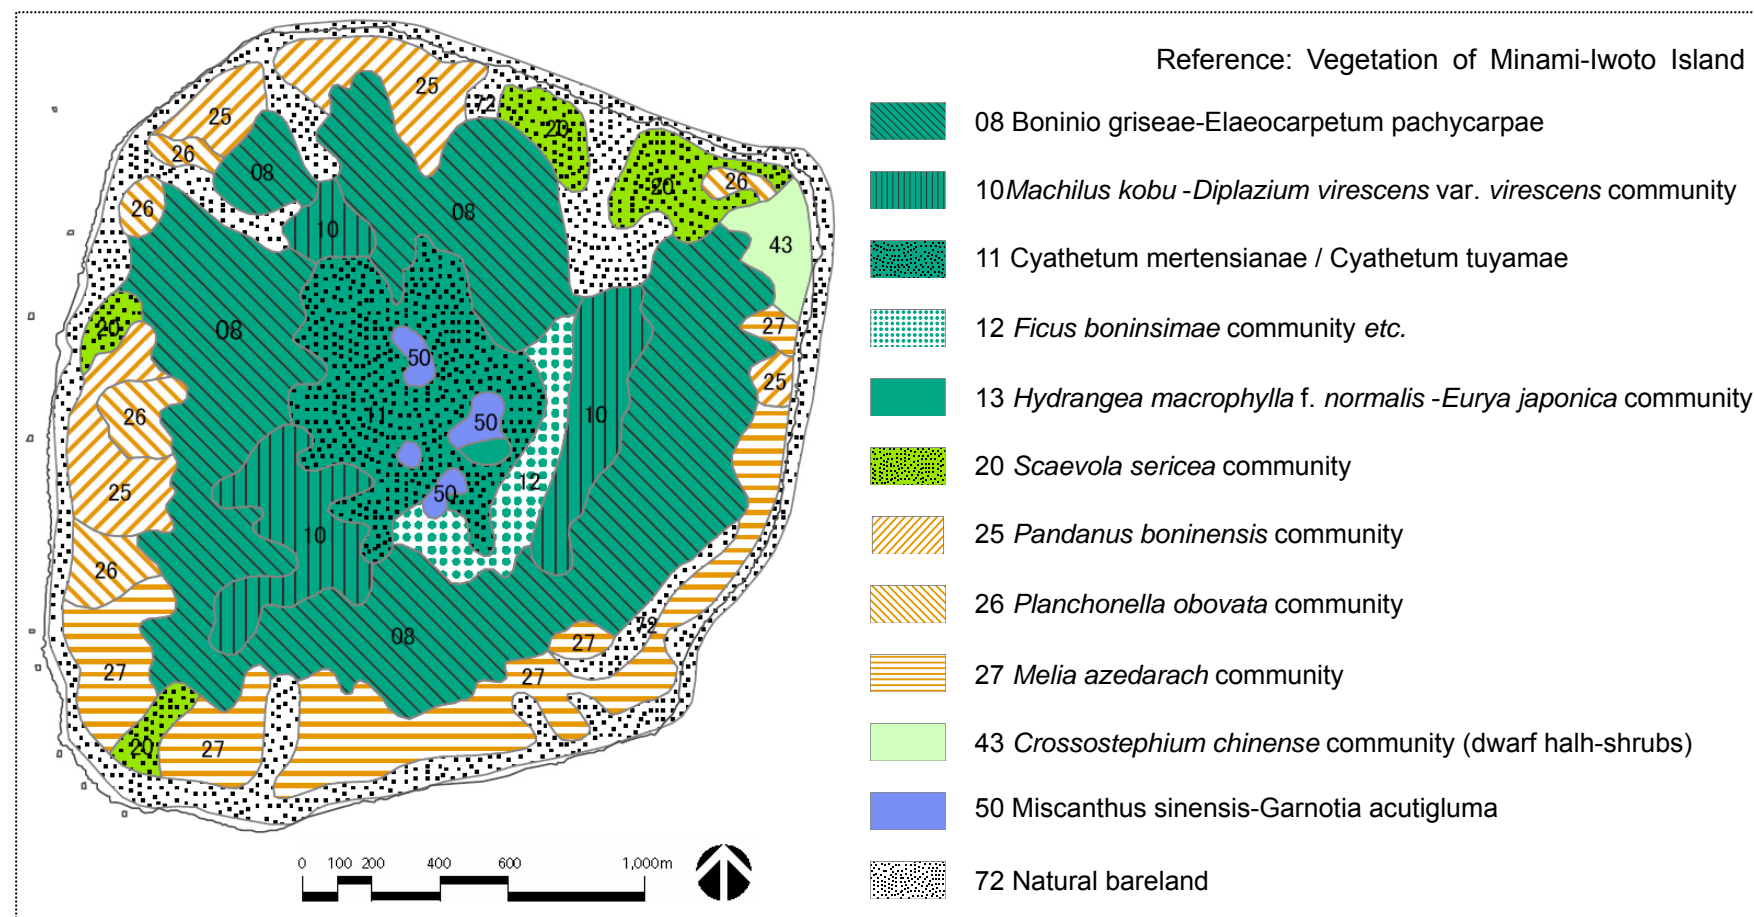 Reference: Vegetation of Minami-Iwoto Island
08 Boninio griseae-Elaeocarpetum pachycarpae
10 Machilus kobu - Diplazium virescens var. virescens community
11 Cyathetum mertensianae / Cyathetum tuyamae
12 Ficus boninsimae community etc.
13 Hydrangea macrophylla f. normalis - Eurya japonica community
20 Scaevola sericea community
25 Pandanus boninensis community
26 Planchonella obovata community
27 Melia azedarach community
43 Crossostephium chinense community (dwarf halh-shrubs)
50 Miscanthus sinensis-Garnotia acutigluma
72 Natural bareland
25
72
25
20
26
08
20
26
26
08
10
43
20
08
27
50
25
11
26
50
10
25
12
50
10
26
08
72
27
27
27
20
27
0 100 200 400 600 1,000m